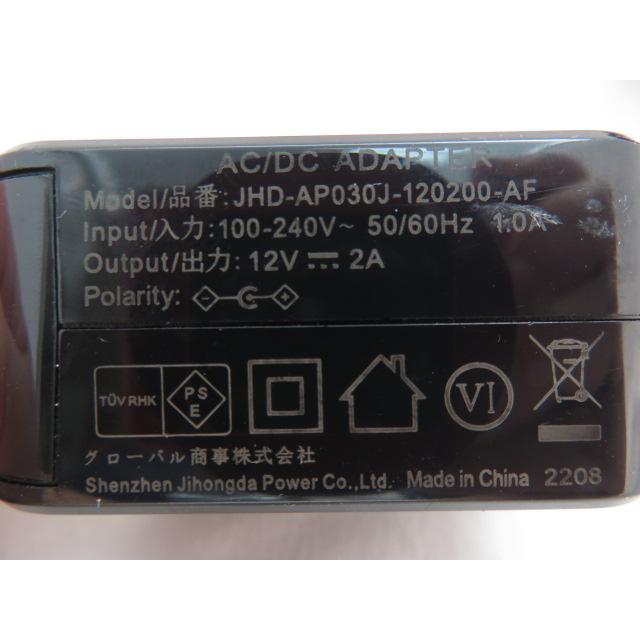 AC/DC ADAPTER
Model/品番: JHD-AP030J-120200-AF
Input/入力: 100-240V~ 50/60Hz 1.0A
Output/出力: 12V⎓2A
Polarity:
TÜV RHK PS E VI
グローバル商事株式会社
Shenzhen Jihongda Power Co.,Ltd. Made in China 2208